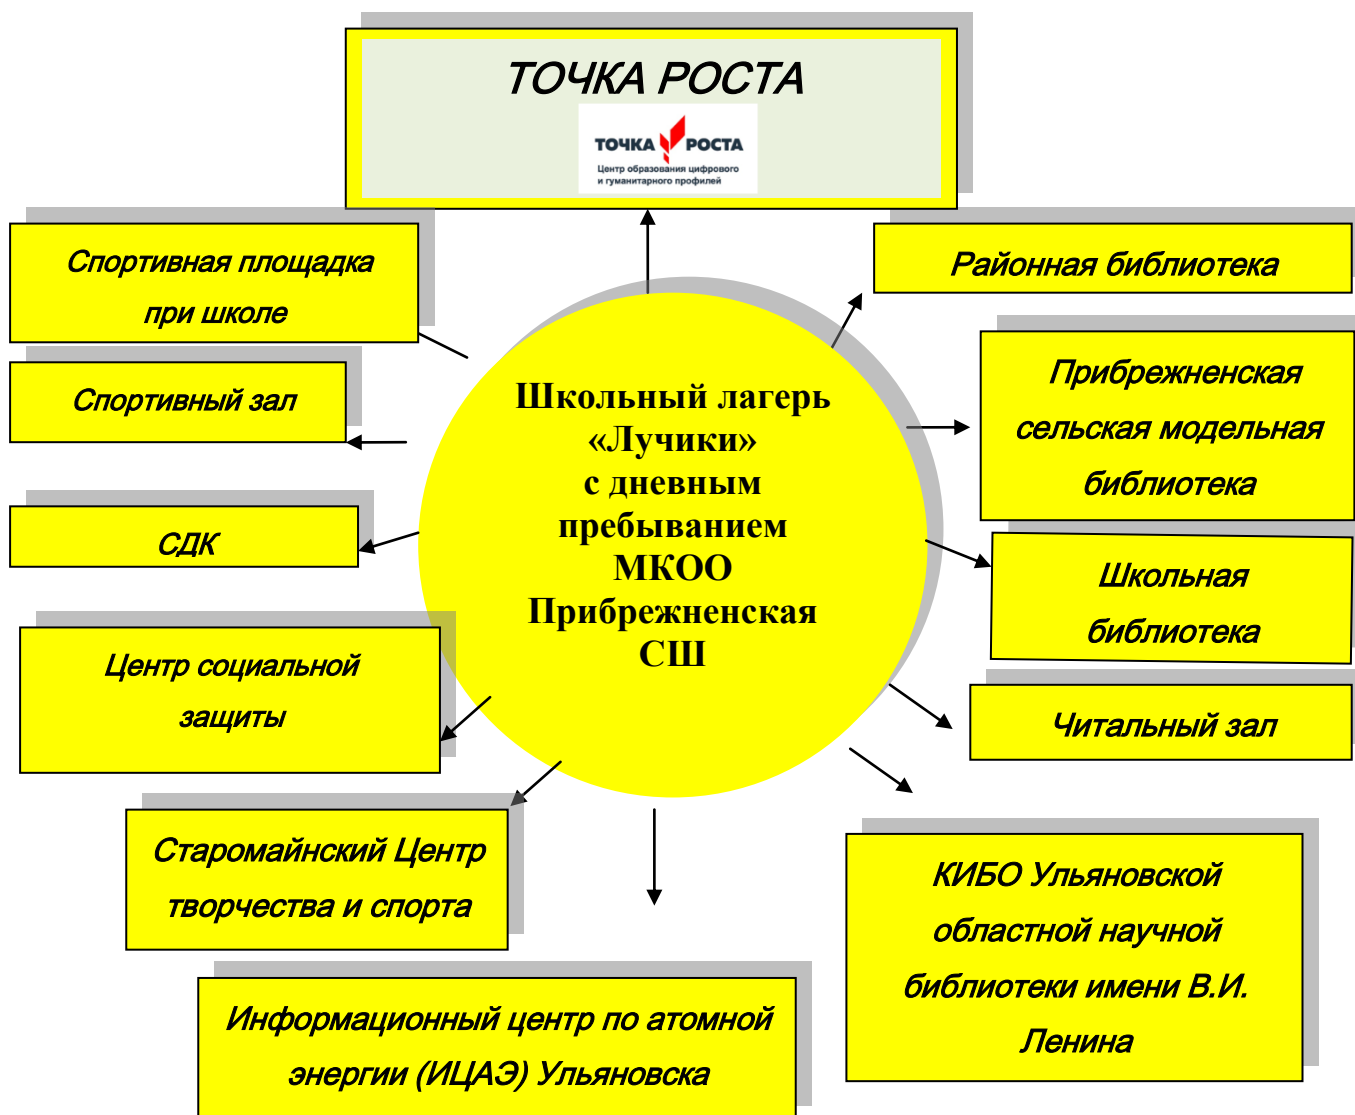 ТОЧКА РОСТА
ТОЧКА РОСТА
Центр образования цифрового
и гуманитарного профилей
Спортивная площадка
при школе
Районная библиотека
Спортивный зал
Прибрежненская
сельская модельная
библиотека
Школьный лагерь
«Лучики»
с дневным
пребыванием
МКОО
Прибрежненская
СШ
СДК
Школьная
библиотека
Центр социальной
защиты
Читальный зал
Старомайнский Центр
творчества и спорта
КИБО Ульяновской
областной научной
библиотеки имени В.И.
Ленина
Информационный центр по атомной
энергии (ИЦАЭ) Ульяновска